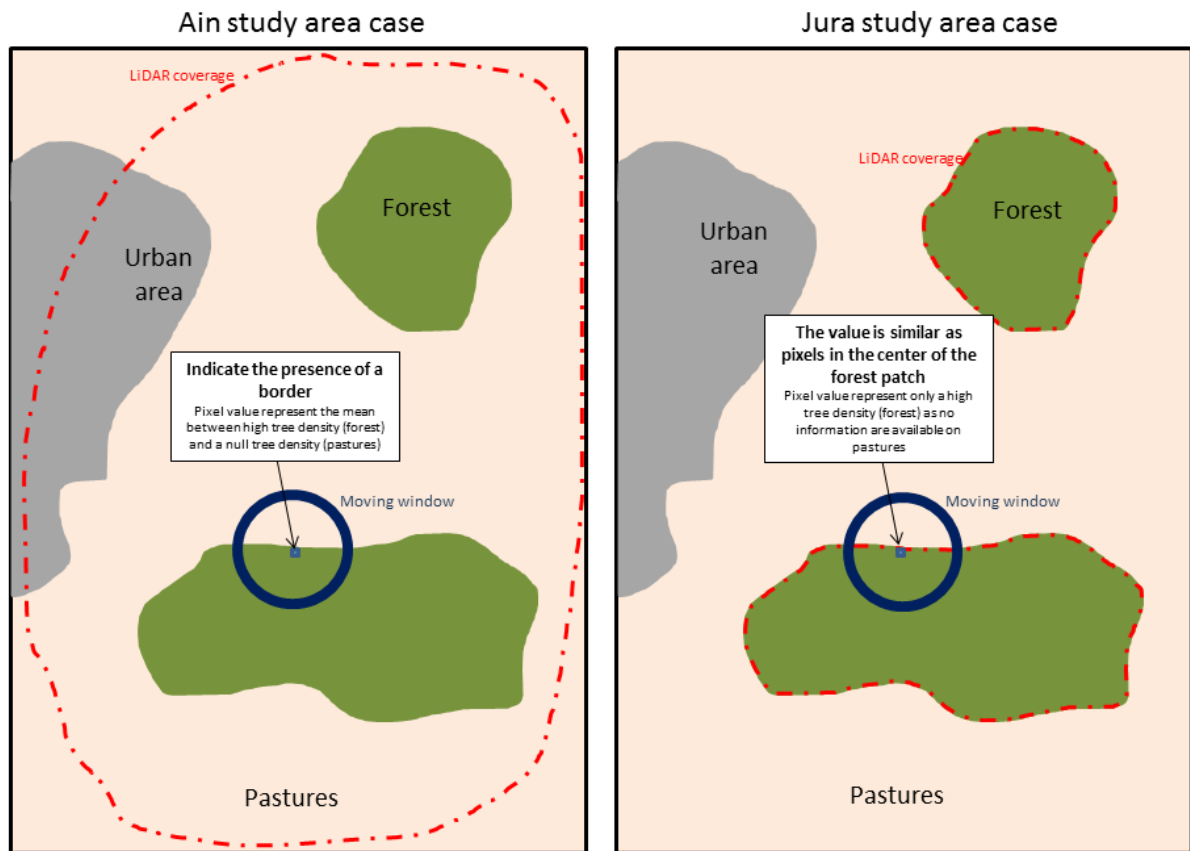 Ain study area case
LiDAR coverage
Forest
Urban
area
Indicate the presence of a
border
Pixel value represent the mean
between high tree density (forest)
and a null tree density (pastures)
Moving window
Pastures
Jura study area case
LiDAR coverage
Forest
Urban
area
The value is similar as
pixels in the center of the
forest patch
Pixel value represent only a high
tree density (forest) as no
information are available on
pastures
Moving window
Pastures